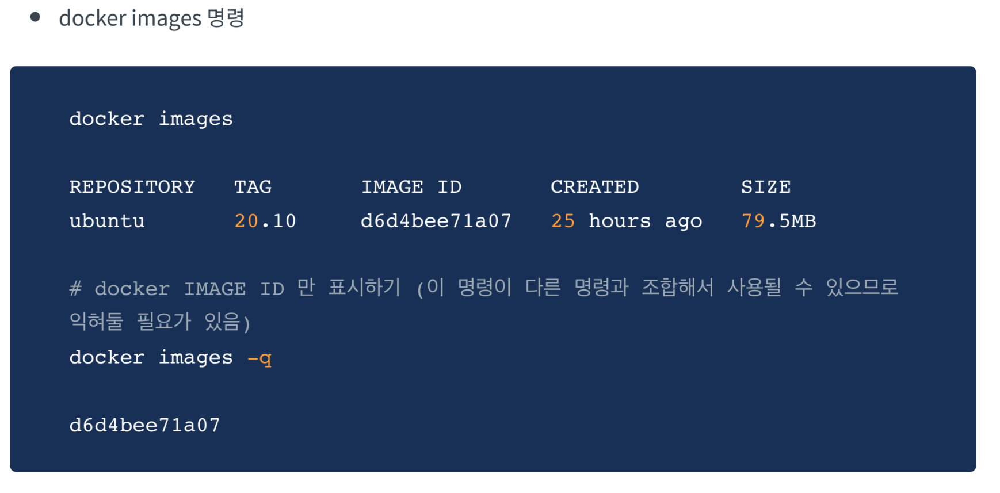 ● docker images 명령
docker images
REPOSITORY TAG IMAGE ID CREATED SIZE
ubuntu 20.10 d6d4bee71a07 25 hours ago 79.5MB
# docker IMAGE ID 만 표시하기 (이 명령이 다른 명령과 조합해서 사용될 수 있으므로
익혀둘 필요가 있음)
docker images -q
d6d4bee71a07